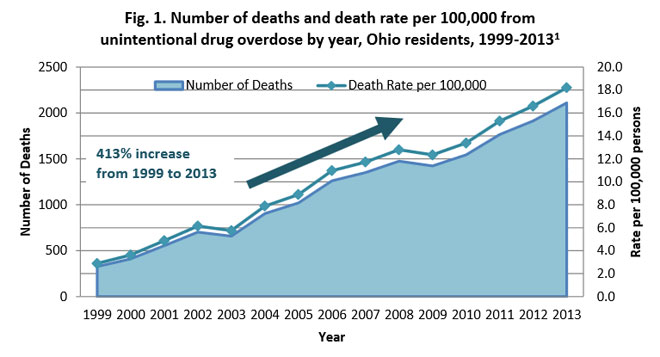 Fig. 1. Number of deaths and death rate per 100,000 from
unintentional drug overdose by year, Ohio residents, 1999-2013¹
Number of Deaths
Death Rate per 100,000
413% increase
from 1999 to 2013
Number of Deaths
2500
2000
1500
1000
500
0
Rate per 100,000 persons
20.0
18.0
16.0
14.0
12.0
10.0
8.0
6.0
4.0
2.0
0.0
1999 2000 2001 2002 2003 2004 2005 2006 2007 2008 2009 2010 2011 2012 2013
Year